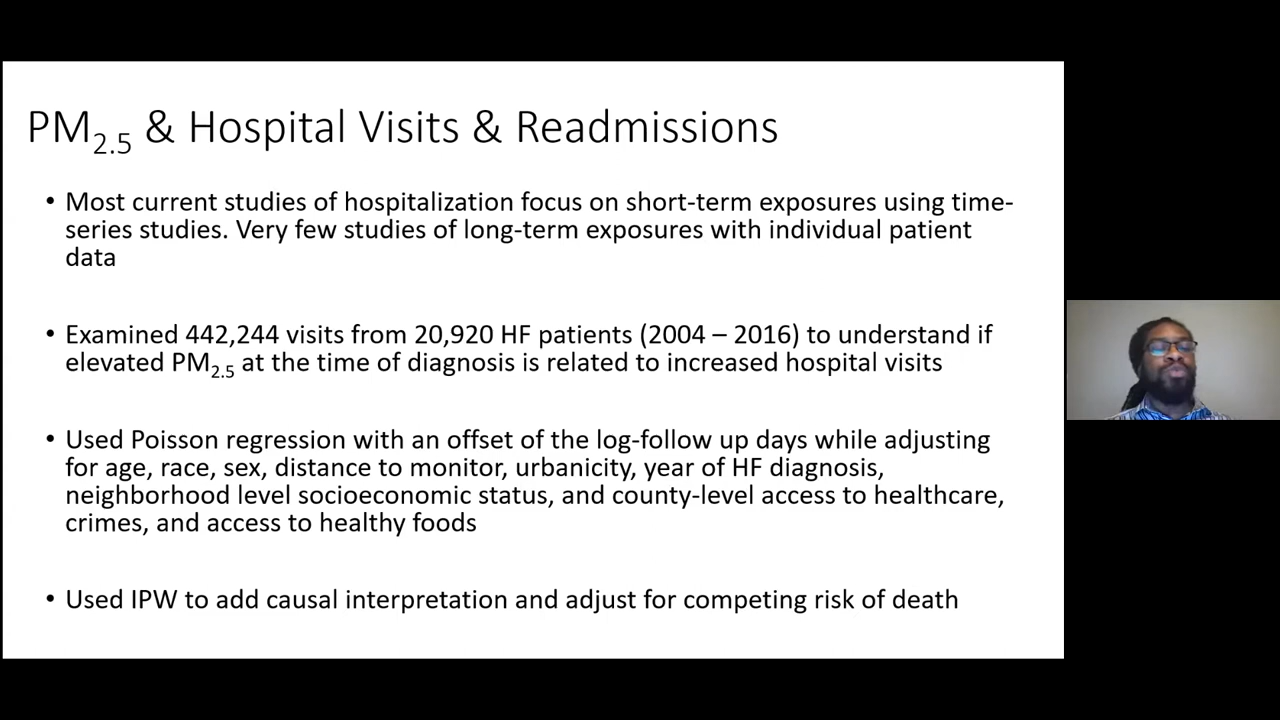 PM2.5 & Hospital Visits & Readmissions
• Most current studies of hospitalization focus on short-term exposures using time-
series studies. Very few studies of long-term exposures with individual patient
data
• Examined 442,244 visits from 20,920 HF patients (2004 – 2016) to understand if
elevated PM2.5 at the time of diagnosis is related to increased hospital visits
• Used Poisson regression with an offset of the log-follow up days while adjusting
for age, race, sex, distance to monitor, urbanicity, year of HF diagnosis,
neighborhood level socioeconomic status, and county-level access to healthcare,
crimes, and access to healthy foods
• Used IPW to add causal interpretation and adjust for competing risk of death